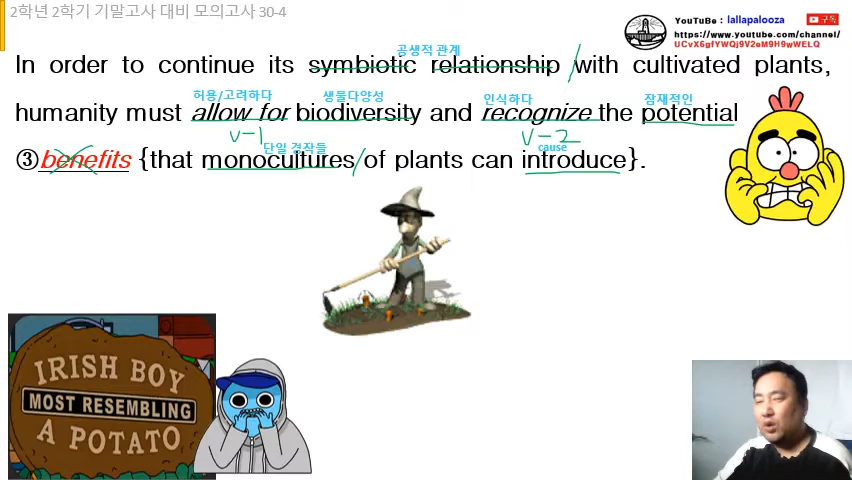 2학년 2학기 기말고사 대비 모의고사 30-4
YouTuBe : lallapalooza 구독
https://www.youtube.com/channel/
UCvX6gfYWQj9V2eM9H9wWELQ
공생적 관계
In order to continue its symbiotic relationship with cultivated plants,
허용/고려하다 생물다양성 인식하다 잠재적인
humanity must allow for biodiversity and recognize the potential
v-1 v-2
단일 경작들 cause
③benefits {that monocultures of plants can introduce}.
IRISH BOY
MOST RESEMBLING
A POTATO